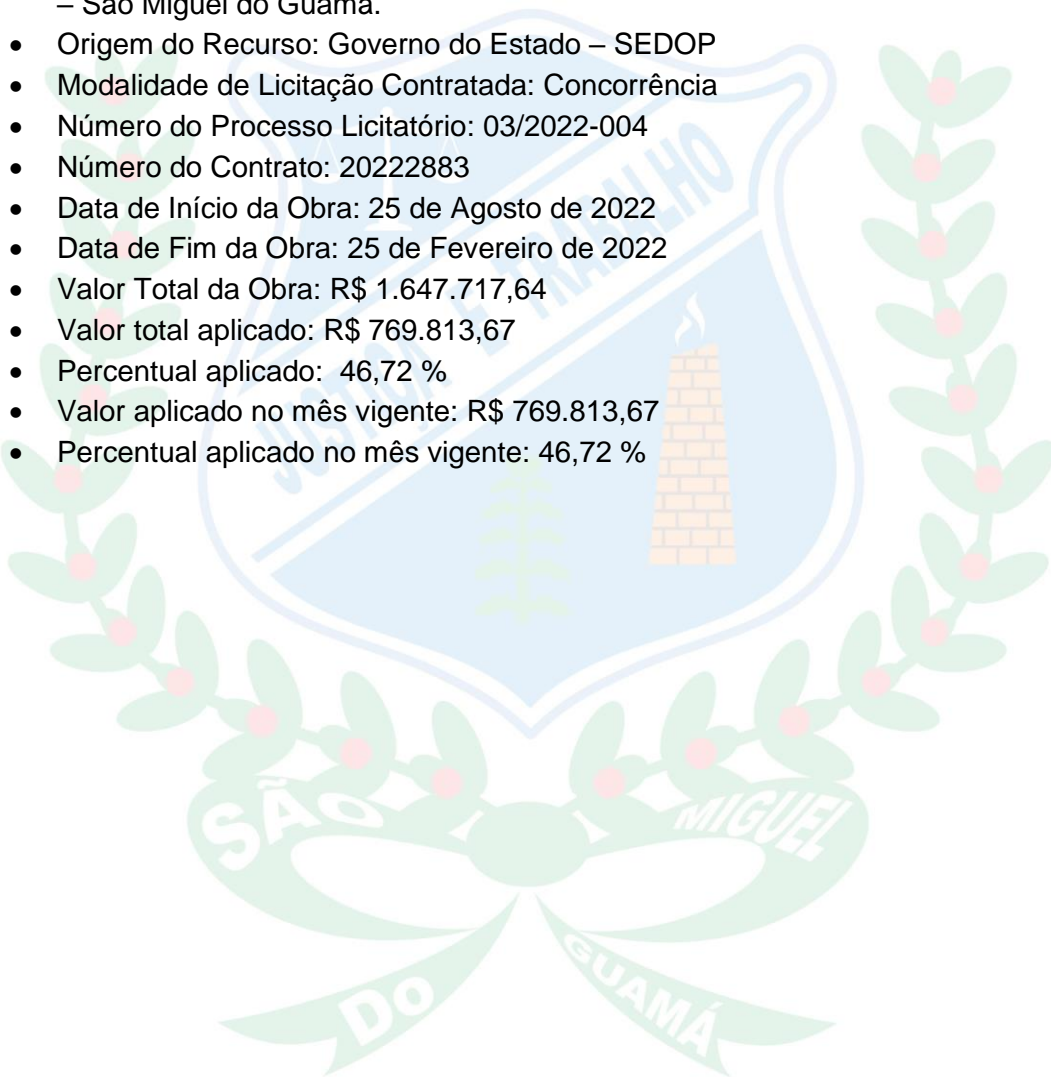 – São Miguel do Guamá.
• Origem do Recurso: Governo do Estado – SEDOP
• Modalidade de Licitação Contratada: Concorrência
• Número do Processo Licitatório: 03/2022-004
• Número do Contrato: 20222883
• Data de Início da Obra: 25 de Agosto de 2022
• Data de Fim da Obra: 25 de Fevereiro de 2022
• Valor Total da Obra: R$ 1.647.717,64
• Valor total aplicado: R$ 769.813,67
• Percentual aplicado: 46,72 %
• Valor aplicado no mês vigente: R$ 769.813,67
• Percentual aplicado no mês vigente: 46,72 %
JUSTIÇA E TRABALHO
SÃO MIGUEL
DO GUAMÁ